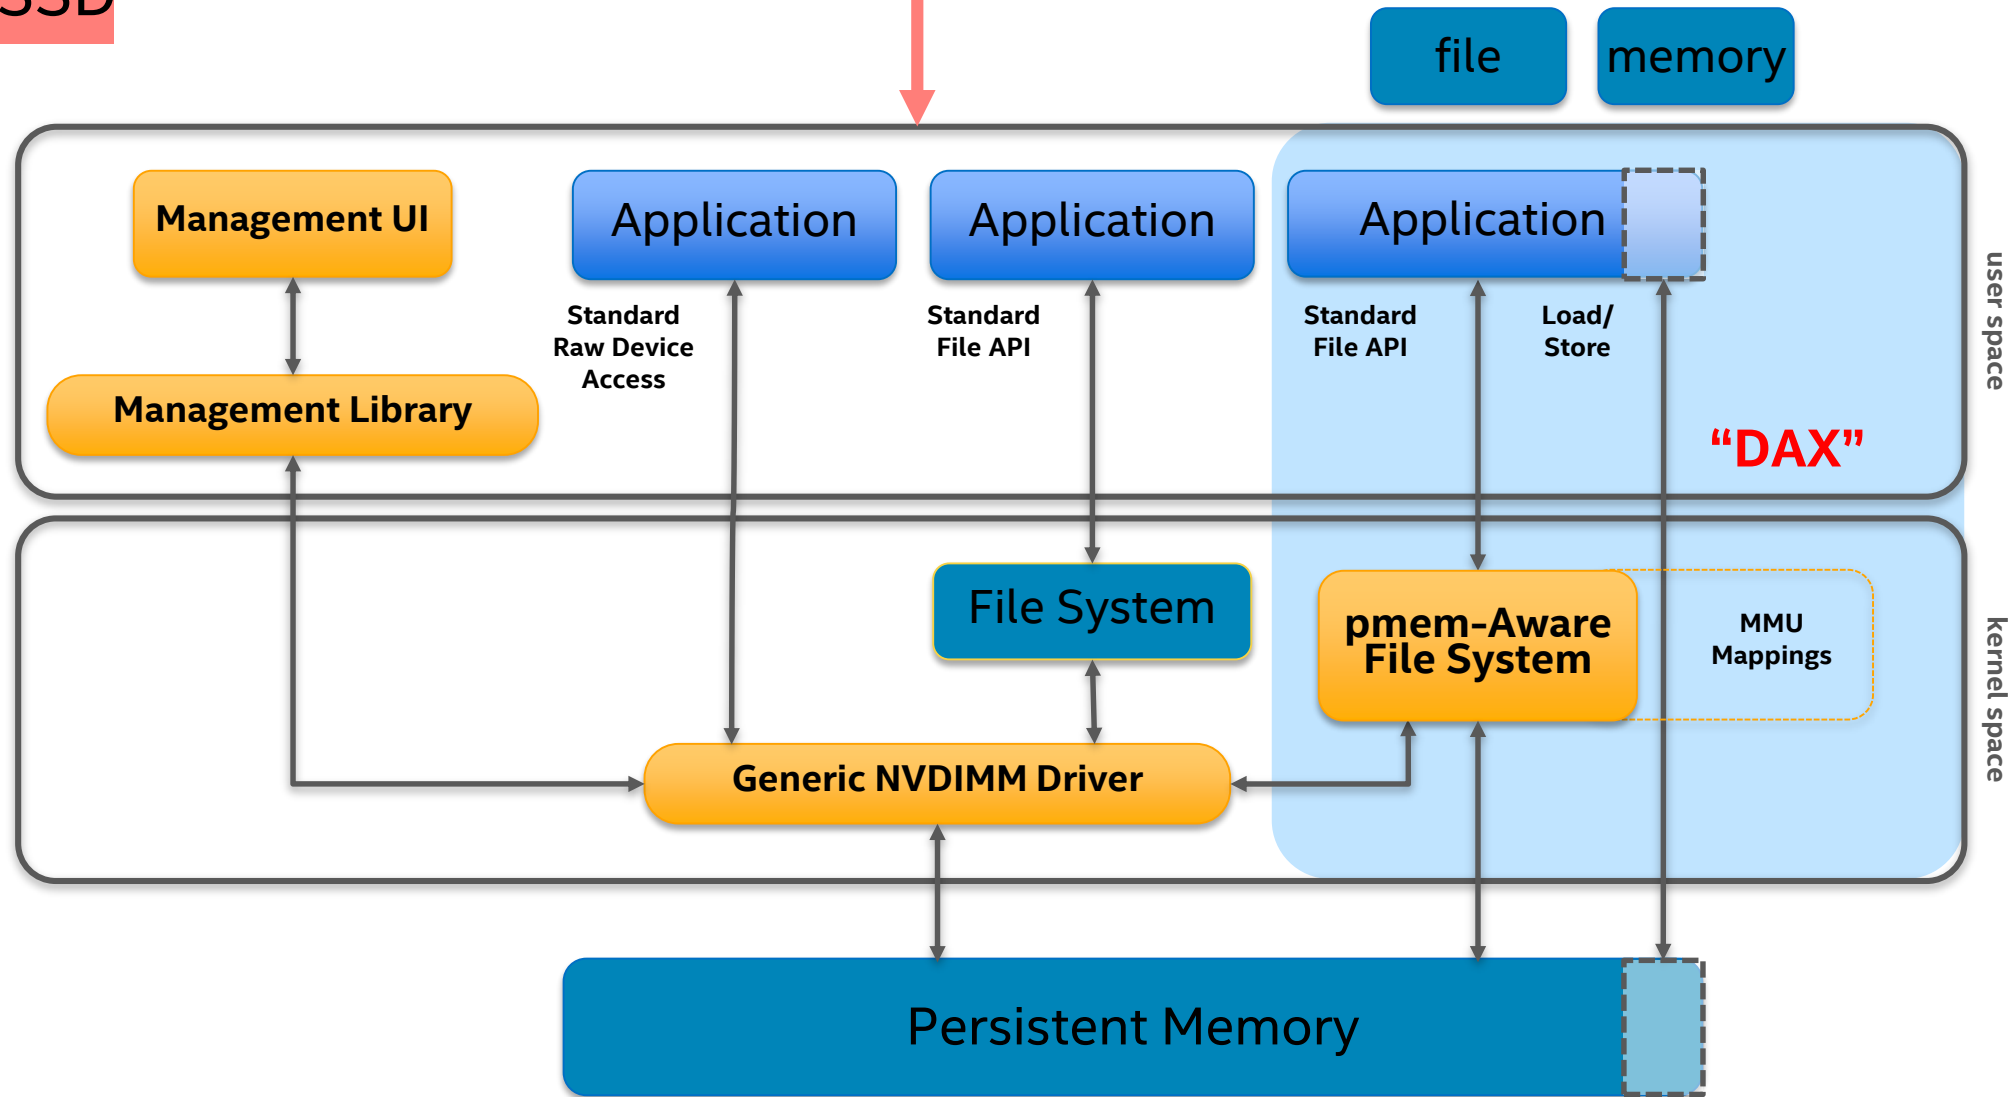 SSD
file
memory
Management UI
Application
Application
Application
Standard
Raw Device
Access
Standard
File API
Standard
File API
Load/
Store
user space
Management Library
“DAX”
File System
pmem-Aware
File System
MMU
Mappings
kernel space
Generic NVDIMM Driver
Persistent Memory